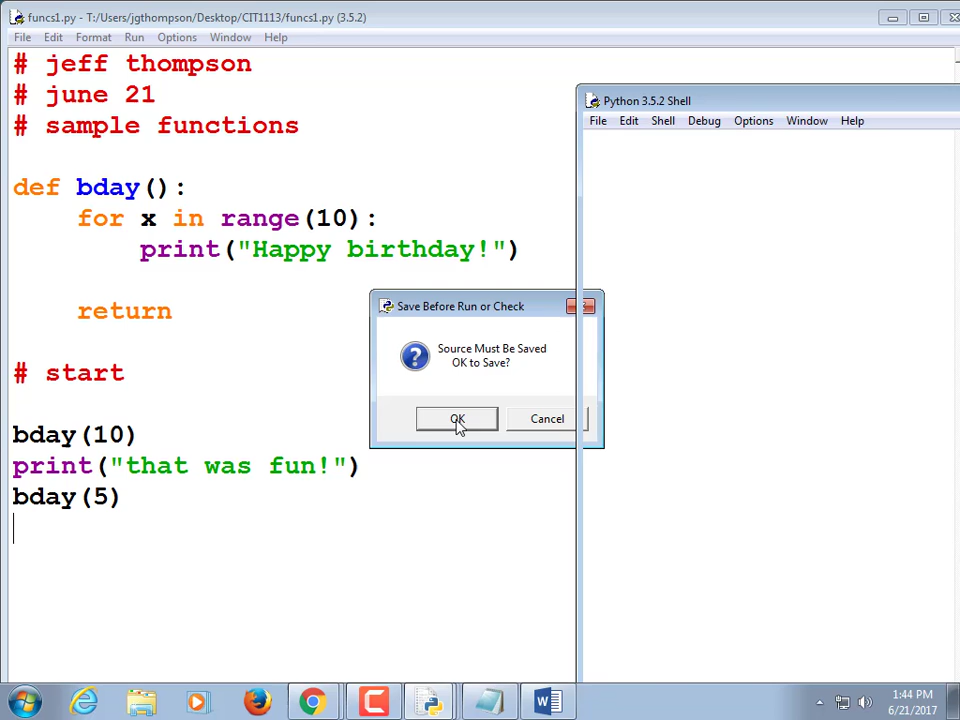 funcs1.py - T:/Users/jgthompson/Desktop/CIT1113/funcs1.py (3.5.2)
File Edit Format Run Options Window Help
# jeff thompson
# june 21
# sample functions
def bday():
    for x in range(10):
        print("Happy birthday!")
    return
# start
bday(10)
print("that was fun!")
bday(5)
Python 3.5.2 Shell
File Edit Shell Debug Options Window Help
Save Before Run or Check
Source Must Be Saved
OK to Save?
OK Cancel
1:44 PM
6/21/2017